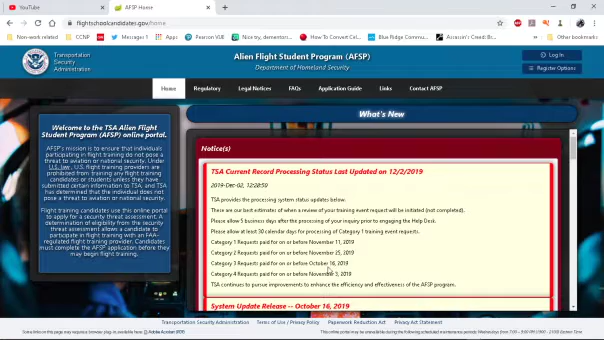 YouTube
AFSP Home
flightschoolcandidates.gov/home
Non-work related
CCNP
Messages
Apps
Pearson VUE
Nice try, dementor...
How To Convert Cel...
Blue Ridge Commu...
Assassin's Creed: Br...
Other bookmarks
Transportation
Security
Administration
Alien Flight Student Program (AFSP)
Department of Homeland Security
Log In
Register Options
Home
Regulatory
Legal Notices
FAQs
Application Guide
Links
Contact AFSP
Welcome to the TSA Alien Flight
Student Program (AFSP) online portal.
AFSP's mission is to ensure that individuals
participating in flight training do not pose a
threat to aviation or national security. Under
U.S. law, U.S. flight training providers are
prohibited from training any flight training
candidates or students unless they have
submitted certain information to TSA, and TSA
has determined that the individual does not
pose a threat to aviation or national security.
Flight training candidates use this online portal
to apply for a security threat assessment. A
determination of eligibility from the security
threat assessment allows a candidate to
participate in flight training with an FAA-
regulated flight training provider. Candidates
must complete the AFSP application before they
may begin flight training.
What's New
Notice(s)
TSA Current Record Processing Status Last Updated on 12/2/2019
2019-Dec-02, 12:28:50
TSA provides the processing system status updates below.
These are our best estimates of when a review of your training event request will be initiated (not completed).
Please allow 5 business days after the processing of your inquiry prior to engaging the Help Desk.
Please allow at least 30 calendar days for processing of Category 1 training event requests.
Category 1 Requests paid for on or before November 11, 2019
Category 2 Requests paid for on or before November 25, 2019
Category 3 Requests paid for on or before October 16, 2019
Category 4 Requests paid for on or before November 3, 2019
TSA continues to pursue improvements to enhance the efficiency and effectiveness of the AFSP program.
System Update Release -- October 16, 2019
Transportation Security Administration
Terms of Use / Privacy Policy
Paperwork Reduction Act
Privacy Act Statement